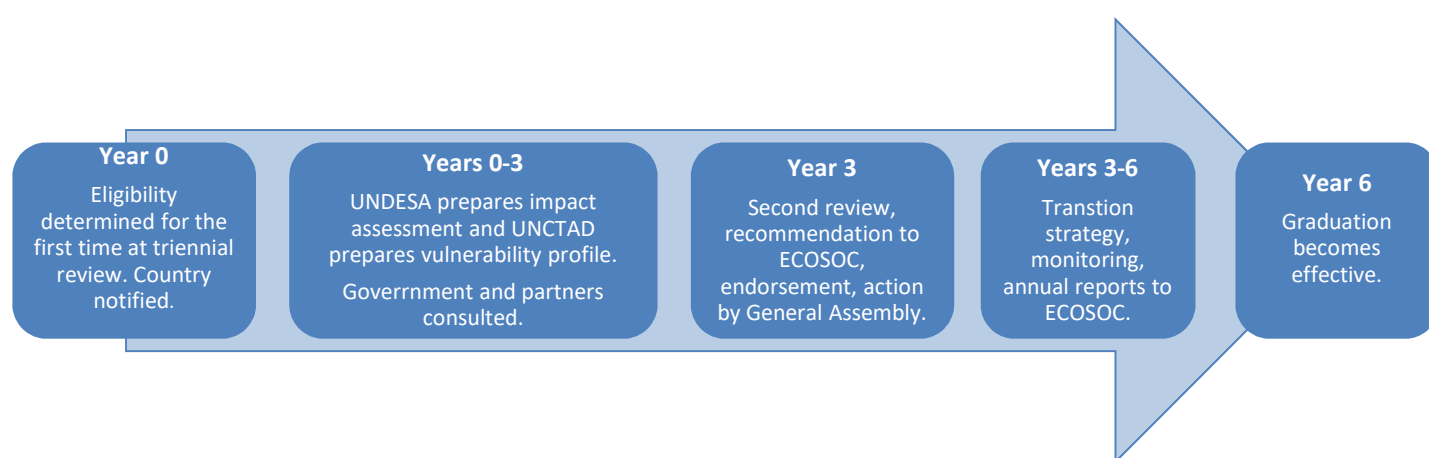 Year 0
Eligibility
determined for the
first time at triennial
review. Country
notified.
Years 0-3
UNDESA prepares impact
assessment and UNCTAD
prepares vulnerability profile.
Goverrnment and partners
consulted.
Year 3
Second review,
recommendation to
ECOSOC,
endorsement, action
by General Assembly.
Years 3-6
Transtion
strategy,
monitoring,
annual reports to
ECOSOC.
Year 6
Graduation
becomes
effective.